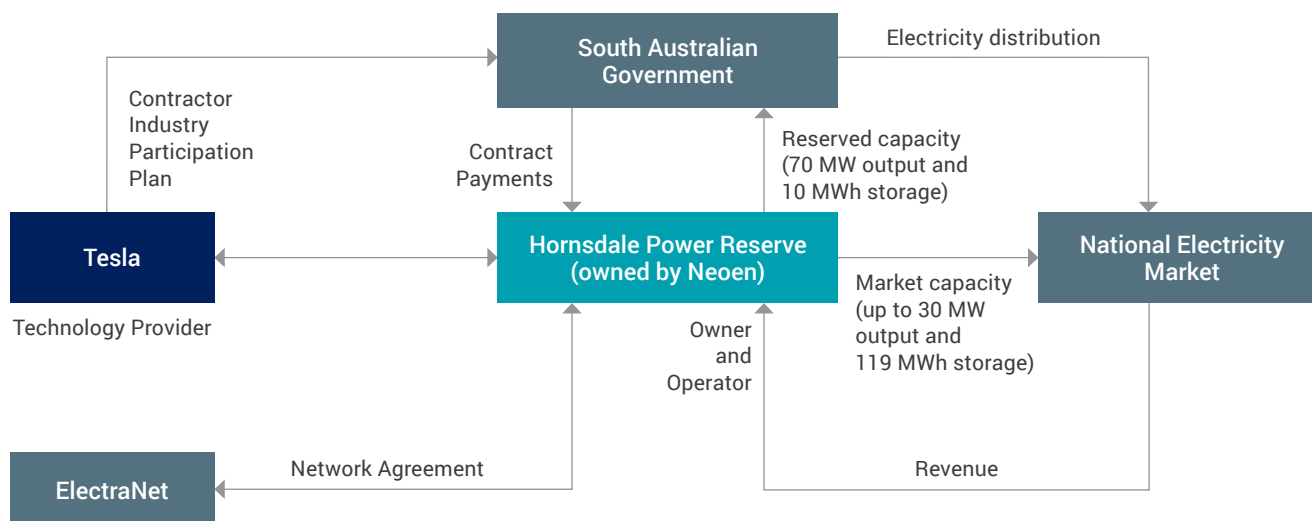 South Australian
Government
Electricity distribution
Contractor
Industry
Participation
Plan
Contract
Payments
Reserved capacity
(70 MW output and
10 MWh storage)
Tesla
Hornsdale Power Reserve
(owned by Neoen)
National Electricity
Market
Technology Provider
Market capacity
(up to 30 MW
output and
119 MWh storage)
Owner
and
Operator
ElectraNet
Network Agreement
Revenue